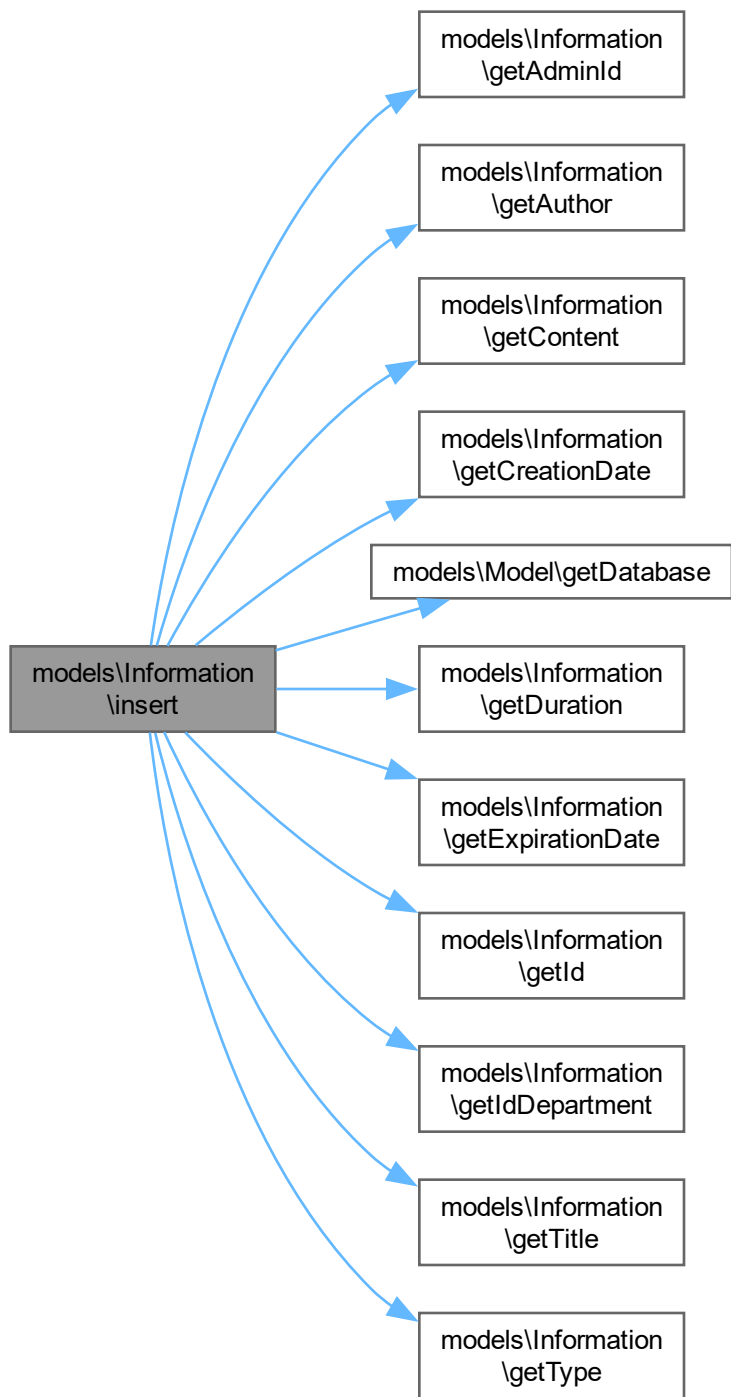 models\Information
\getAdminId
models\Information
\getAuthor
models\Information
\getContent
models\Information
\getCreationDate
models\Model\getDatabase
models\Information
\insert
models\Information
\getDuration
models\Information
\getExpirationDate
models\Information
\getId
models\Information
\getIdDepartment
models\Information
\getTitle
models\Information
\getType